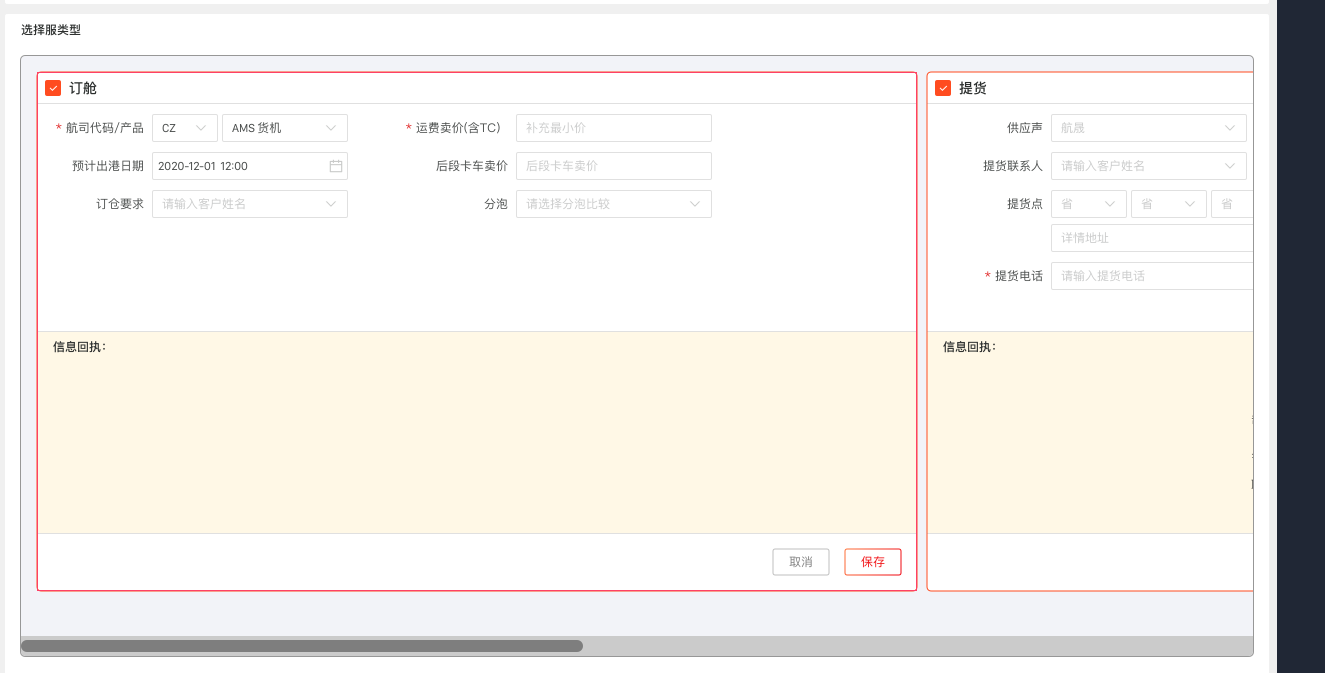 选择服类型
订舱
* 航司代码/产品 CZ AMS 货机 * 运费卖价(含TC) 补充最小价
预计出港日期 2020-12-01 12:00 后段卡车卖价 后段卡车卖价
订仓要求 请输入客户姓名 分泡 请选择分泡比较
信息回执：
取消 保存
提货
供应声 航晟
提货联系人 请输入客户姓名
提货点 省 省 省
详情地址
* 提货电话 请输入提货电话
信息回执：